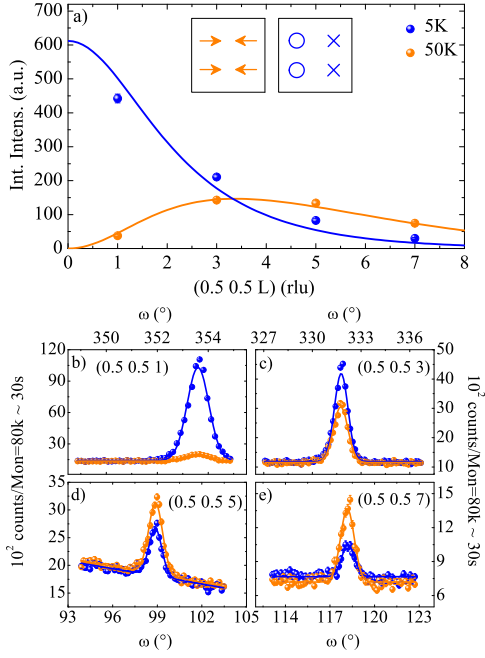 a)
5K
50K
Int. Intens. (a.u.)
700
600
500
400
300
200
100
0
0 1 2 3 4 5 6 7 8
(0.5 0.5 L) (rlu)
ω (°) ω (°)
350 352 354 327 330 333 336
b) (0.5 0.5 1)
120
90
60
30
c) (0.5 0.5 3)
50
40
30
20
10
10² counts/Mon=80k ~ 30s
10² counts/Mon=80k ~ 30s
d) (0.5 0.5 5)
35
30
25
20
15
e) (0.5 0.5 7)
15
12
9
6
93 96 99 102 105 114 117 120 123
ω (°) ω (°)